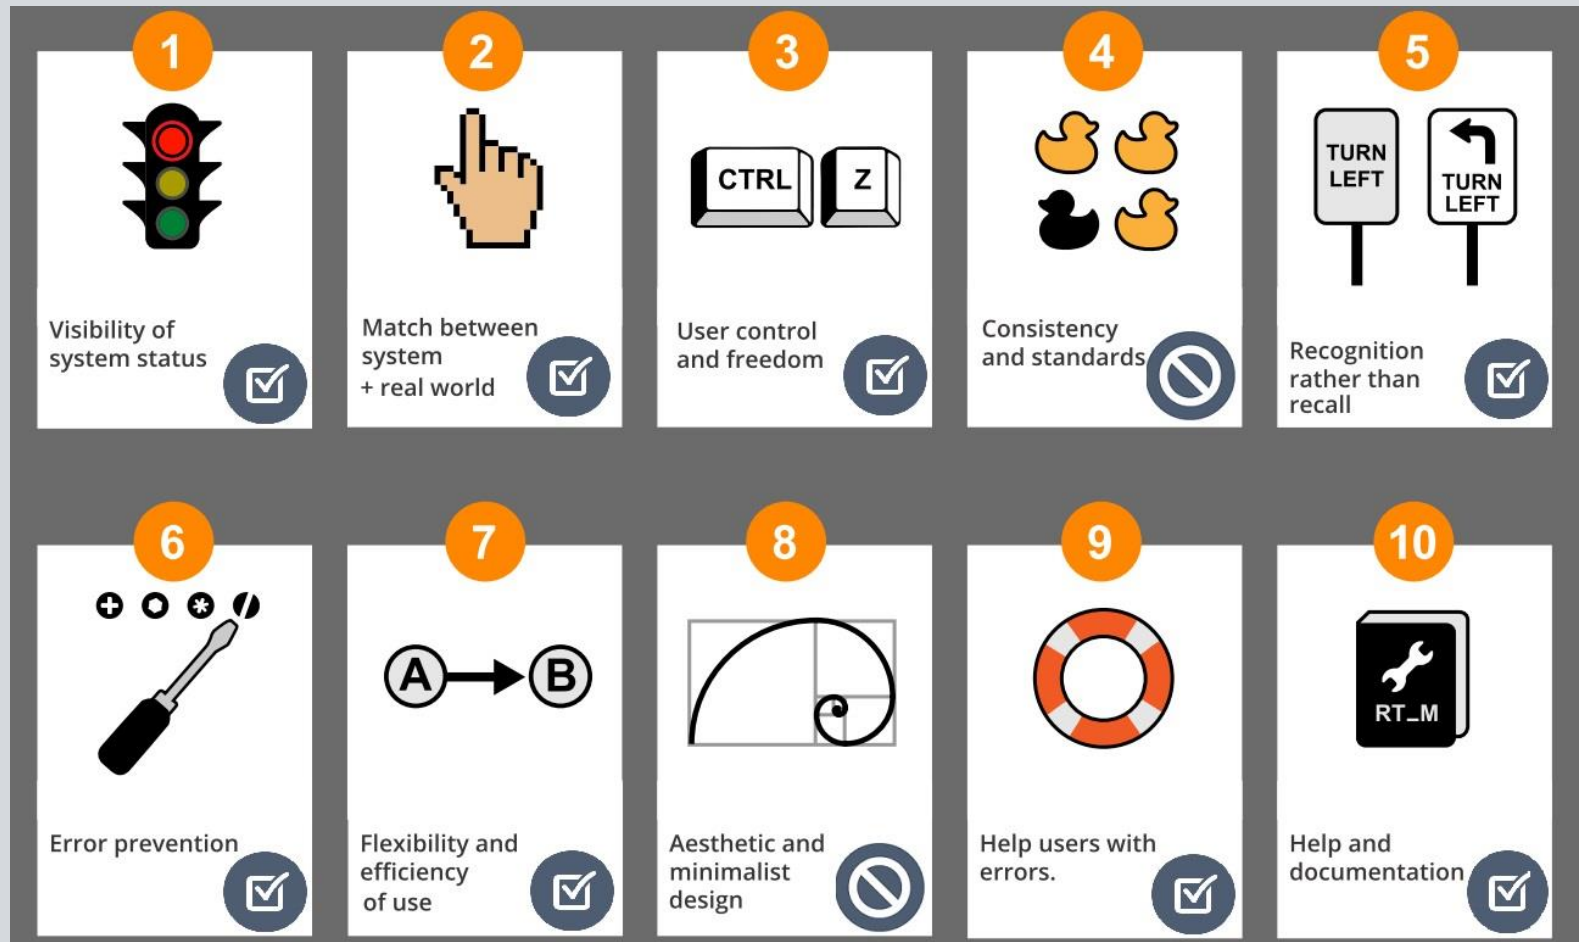 1
2
3
4
5
CTRL
Z
TURN
LEFT
TURN
LEFT
Visibility of
system status
Match between
system
+ real world
User control
and freedom
Consistency
and standards
Recognition
rather than
recall
6
7
8
9
10
A
B
RT_M
Error prevention
Flexibility and
efficiency
of use
Aesthetic and
minimalist
design
Help users with
errors.
Help and
documentation